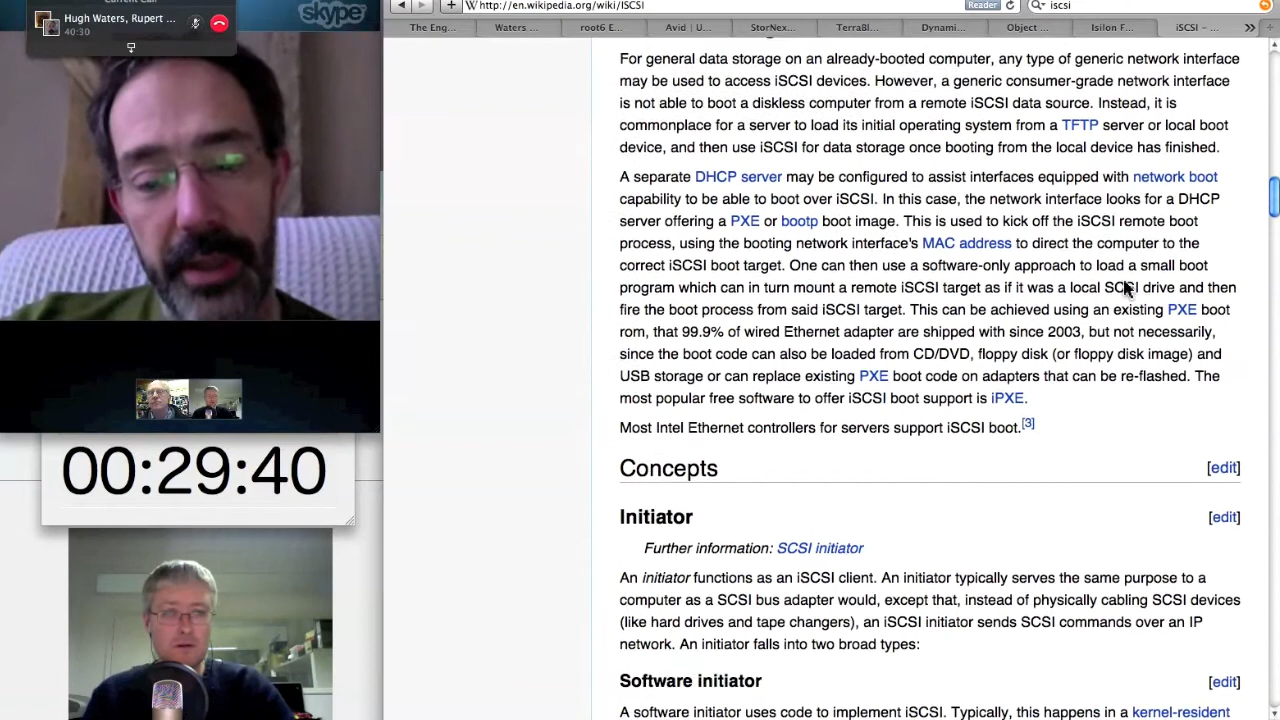 Current Call
Hugh Waters, Rupert ...
40:30
skype
W http://en.wikipedia.org/wiki/ISCSI
Reader
iscsi
The Eng...
Waters ...
root6 E...
Avid | U...
StorNex...
TerraBl...
Dynami...
Object ...
Isilon F...
iSCSI – ...
For general data storage on an already-booted computer, any type of generic network interface
may be used to access iSCSI devices. However, a generic consumer-grade network interface
is not able to boot a diskless computer from a remote iSCSI data source. Instead, it is
commonplace for a server to load its initial operating system from a TFTP server or local boot
device, and then use iSCSI for data storage once booting from the local device has finished.
A separate DHCP server may be configured to assist interfaces equipped with network boot
capability to be able to boot over iSCSI. In this case, the network interface looks for a DHCP
server offering a PXE or bootp boot image. This is used to kick off the iSCSI remote boot
process, using the booting network interface's MAC address to direct the computer to the
correct iSCSI boot target. One can then use a software-only approach to load a small boot
program which can in turn mount a remote iSCSI target as if it was a local SCSI drive and then
fire the boot process from said iSCSI target. This can be achieved using an existing PXE boot
rom, that 99.9% of wired Ethernet adapter are shipped with since 2003, but not necessarily,
since the boot code can also be loaded from CD/DVD, floppy disk (or floppy disk image) and
USB storage or can replace existing PXE boot code on adapters that can be re-flashed. The
most popular free software to offer iSCSI boot support is iPXE.
Most Intel Ethernet controllers for servers support iSCSI boot.[3]
00:29:40
Concepts [edit]
Initiator [edit]
Further information: SCSI initiator
An initiator functions as an iSCSI client. An initiator typically serves the same purpose to a
computer as a SCSI bus adapter would, except that, instead of physically cabling SCSI devices
(like hard drives and tape changers), an iSCSI initiator sends SCSI commands over an IP
network. An initiator falls into two broad types:
Software initiator [edit]
A software initiator uses code to implement iSCSI. Typically, this happens in a kernel-resident